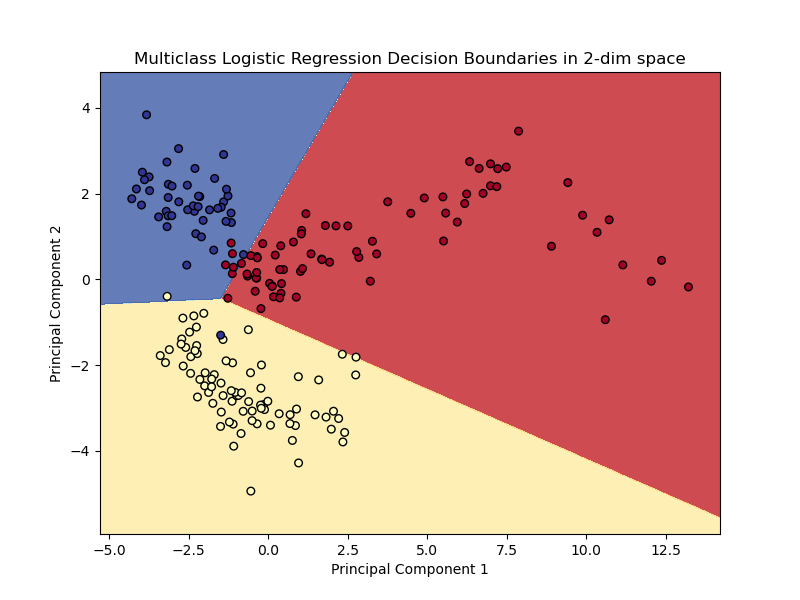 Multiclass Logistic Regression Decision Boundaries in 2-dim space
4
2
0
−2
−4
Principal Component 2
−5.0 −2.5 0.0 2.5 5.0 7.5 10.0 12.5
Principal Component 1